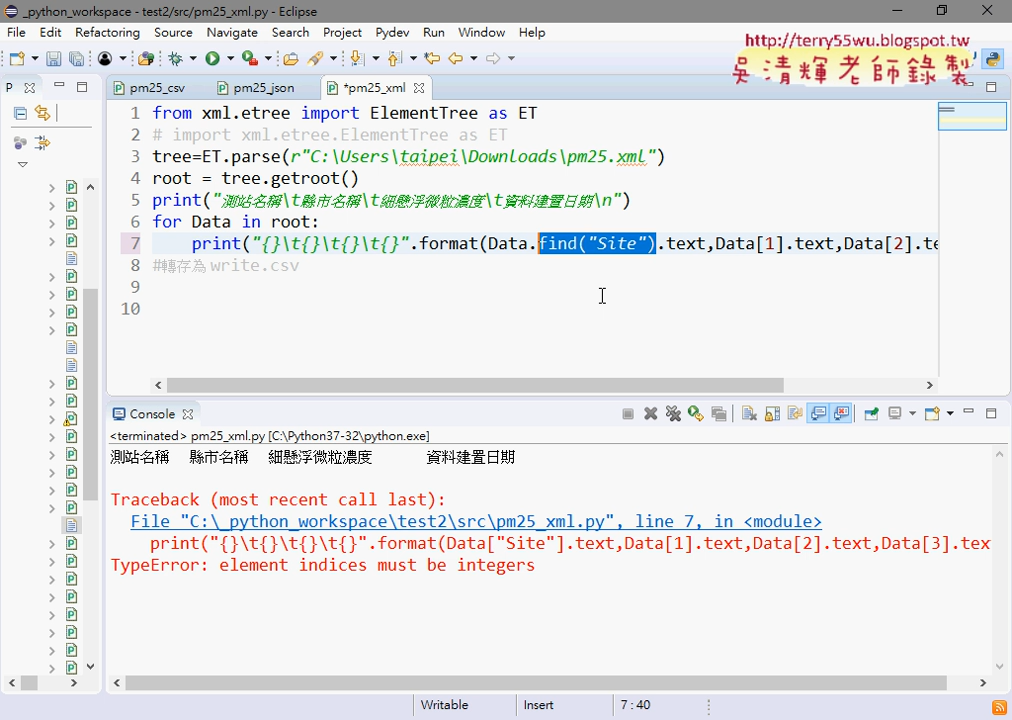 _python_workspace - test2/src/pm25_xml.py - Eclipse
File Edit Refactoring Source Navigate Search Project Pydev Run Window Help
http://terry55wu.blogspot.tw
吳清輝老師錄製
P pm25_csv pm25_json *pm25_xml
1 from xml.etree import ElementTree as ET
2 # import xml.etree.ElementTree as ET
3 tree=ET.parse(r"C:\Users\taipei\Downloads\pm25.xml")
4 root = tree.getroot()
5 print("測站名稱\t縣市名稱\t細懸浮微粒濃度\t資料建置日期\n")
6 for Data in root:
7 print("{}\t{}\t{}\t{}".format(Data.find("Site").text,Data[1].text,Data[2].te
8 #轉存為 write.csv
9
10
Console
<terminated> pm25_xml.py [C:\Python37-32\python.exe]
測站名稱 縣市名稱 細懸浮微粒濃度 資料建置日期
Traceback (most recent call last):
File "C:\_python_workspace\test2\src\pm25_xml.py", line 7, in <module>
print("{}\t{}\t{}\t{}".format(Data["Site"].text,Data[1].text,Data[2].text,Data[3].tex
TypeError: element indices must be integers
Writable Insert 7 : 40